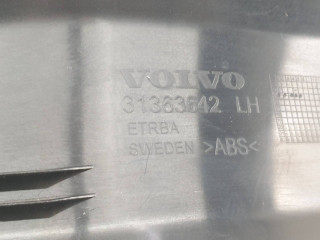 VOLVO
31363642 LH
ETRBA
SWEDEN >ABS<